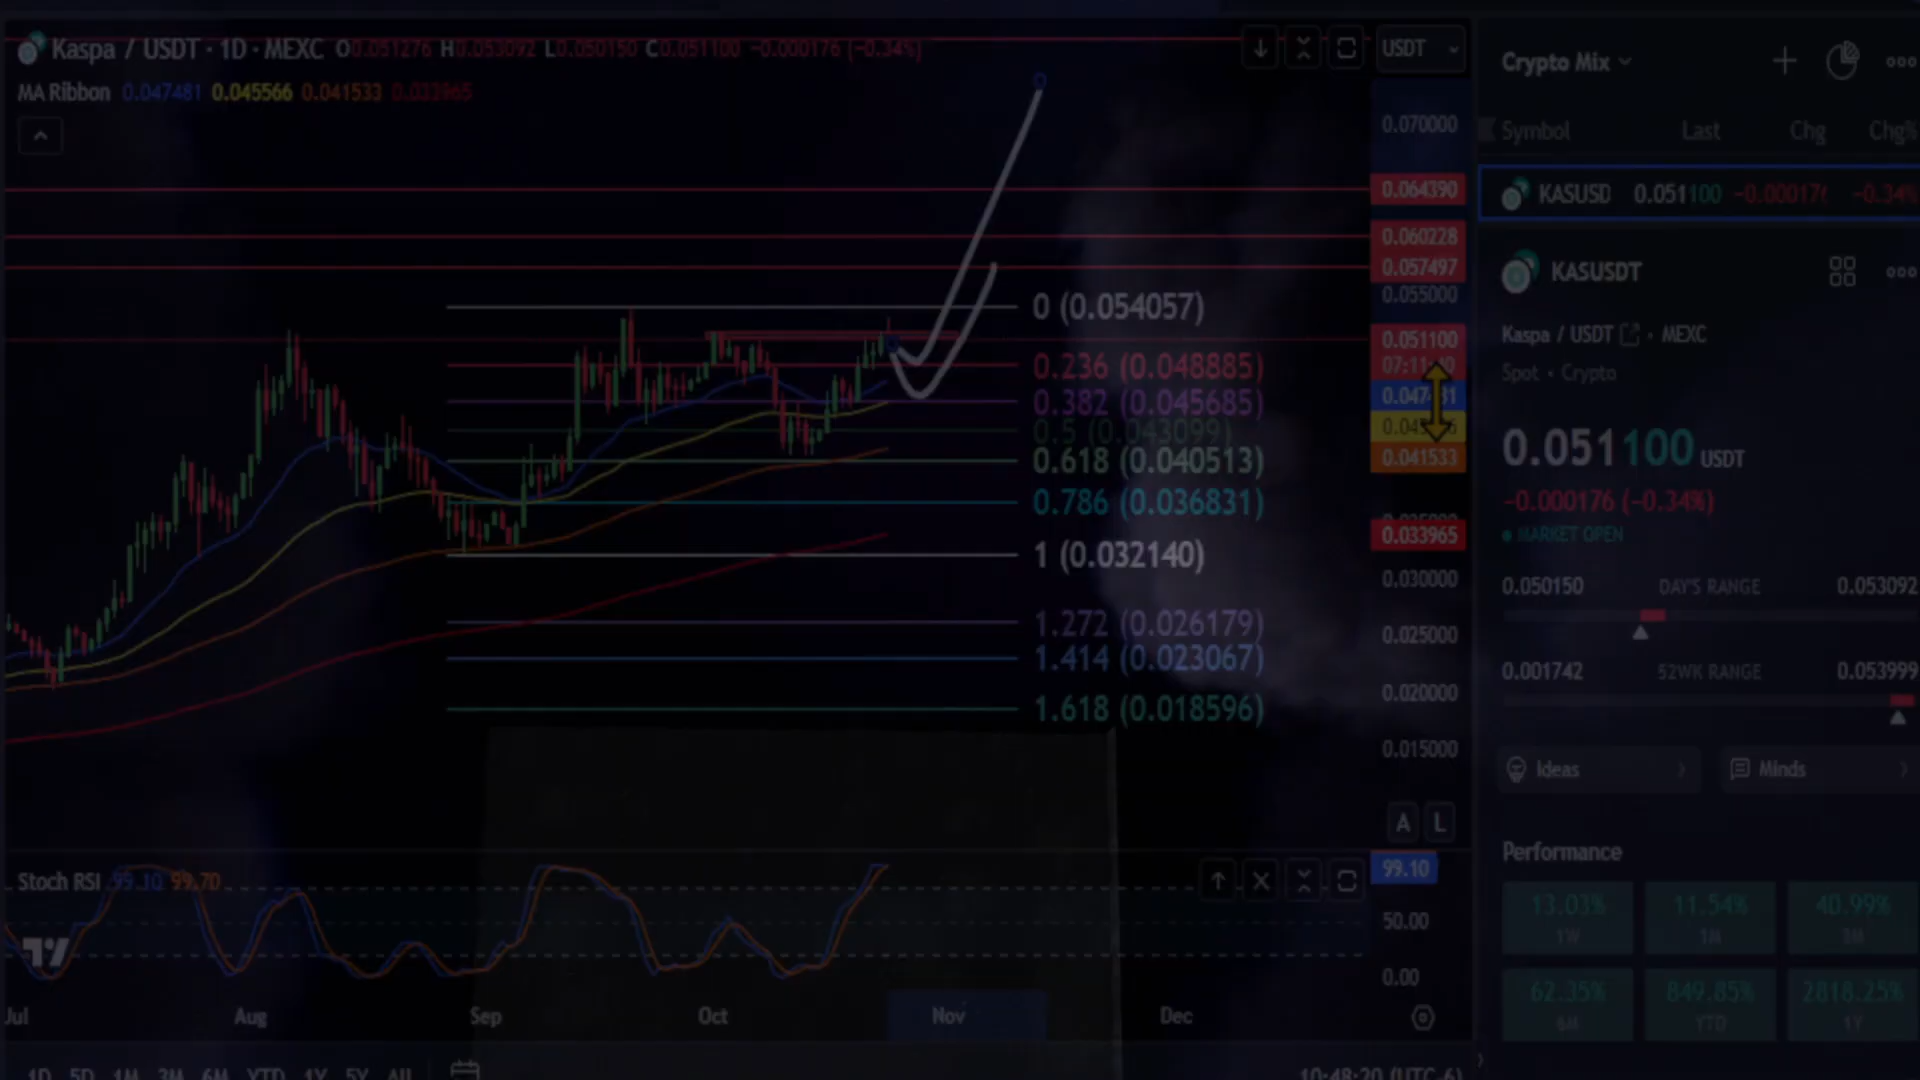 Kaspa / USDT · 1D · MEXC O0.051276 H0.053092 L0.050150 C0.051100 −0.000176 (−0.34%)
MA Ribbon 0.047481 0.045566 0.041533 0.033965
USDT
0.070000
0.064390
0.060228
0.057497
0.055000
0.051100
0.041533
0.033965
0.030000
0.025000
0.020000
0.015000
0 (0.054057)
0.236 (0.048885)
0.382 (0.045685)
0.5 (0.043099)
0.618 (0.040513)
0.786 (0.036831)
1 (0.032140)
1.272 (0.026179)
1.414 (0.023067)
1.618 (0.018596)
A L
Stoch RSI 99.10 99.70
99.10
50.00
0.00
Jul Aug Sep Oct Nov Dec
1D 5D 1M 3M 6M YTD 1Y 5Y All
10:48:20 (UTC-6)
Crypto Mix
Symbol Last Chg Chg%
KASUSD 0.051100 −0.34%
KASUSDT
Kaspa / USDT · MEXC
Spot • Crypto
0.051100 USDT
−0.000176 (−0.34%)
MARKET OPEN
0.050150 DAY'S RANGE 0.053092
0.001742 52WK RANGE 0.053999
Ideas Minds
Performance
13.03% 11.54% 40.99%
1W 1M 3M
62.35% 849.85% 2818.25%
6M YTD 1Y